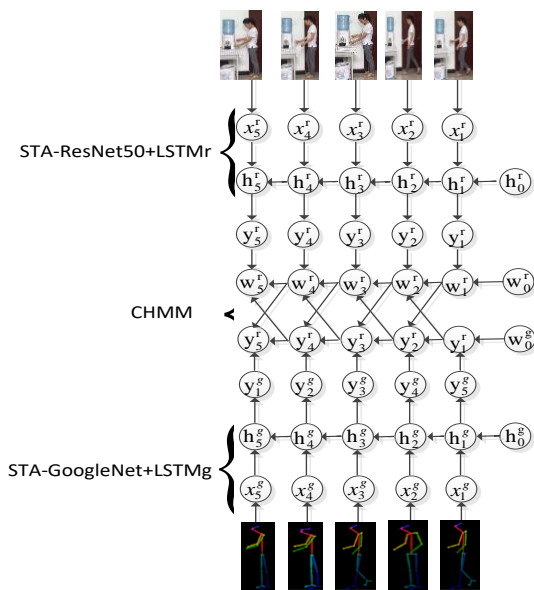 x₅ʳ x₄ʳ x₃ʳ x₂ʳ x₁ʳ
STA-ResNet50+LSTMr
h₅ʳ h₄ʳ h₃ʳ h₂ʳ h₁ʳ h₀ʳ
y₅ʳ y₄ʳ y₃ʳ y₂ʳ y₁ʳ
w₅ʳ w₄ʳ w₃ʳ w₂ʳ w₁ʳ w₀ʳ
CHMM
y₅ʳ y₄ʳ y₃ʳ y₂ʳ y₁ʳ w₀ᵍ
y₁ᵍ y₂ᵍ y₃ᵍ y₄ᵍ y₅ᵍ
h₅ᵍ h₄ᵍ h₃ᵍ h₂ᵍ h₁ᵍ h₀ᵍ
STA-GoogleNet+LSTMg
x₅ᵍ x₄ᵍ x₃ᵍ x₂ᵍ x₁ᵍ